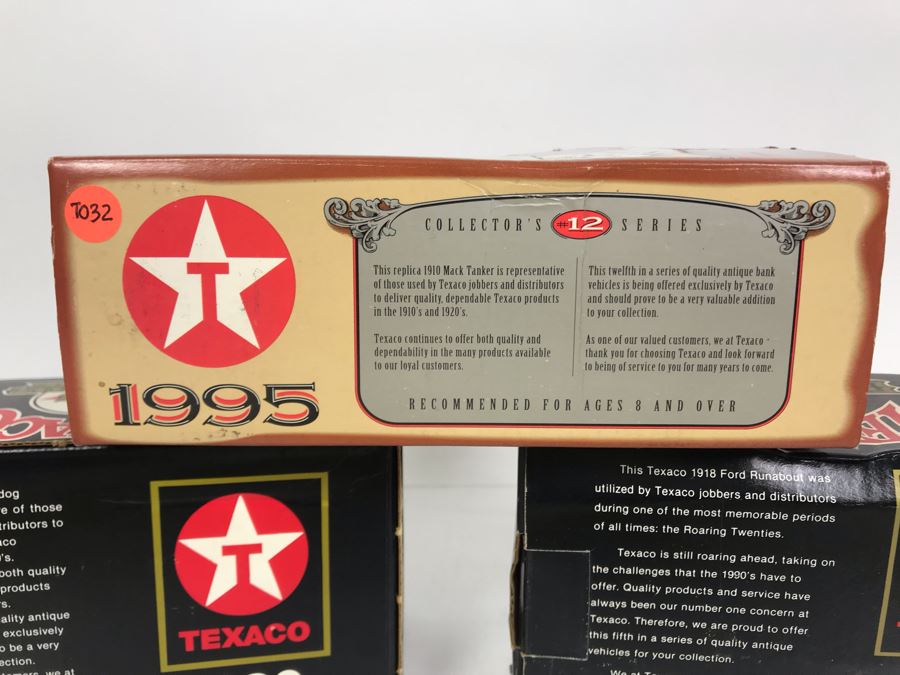 T032
T
1995
COLLECTOR'S #12 SERIES
This replica 1910 Mack Tanker is representative
of those used by Texaco jobbers and distributors
to deliver quality, dependable Texaco products
in the 1910's and 1920's.
Texaco continues to offer both quality and
dependability in the many products available
to our loyal customers.
This twelfth in a series of quality antique bank
vehicles is being offered exclusively by Texaco
and should prove to be a very valuable addition
to your collection.
As one of our valued customers, we at Texaco -
thank you for choosing Texaco and look forward
to being of service to you for many years to come.
RECOMMENDED FOR AGES 8 AND OVER
dog
e of those
tributors to
aco
's.
both quality
products
rs.
ality antique
exclusively
o be a very
ection.
mers, we at
T
TEXACO
This Texaco 1918 Ford Runabout was
utilized by Texaco jobbers and distributors
during one of the most memorable periods
of all times: the Roaring Twenties.
Texaco is still roaring ahead, taking on
the challenges that the 1990's have to
offer. Quality products and service have
always been our number one concern at
Texaco. Therefore, we are proud to offer
this fifth in a series of quality antique
vehicles for your collection.
We at